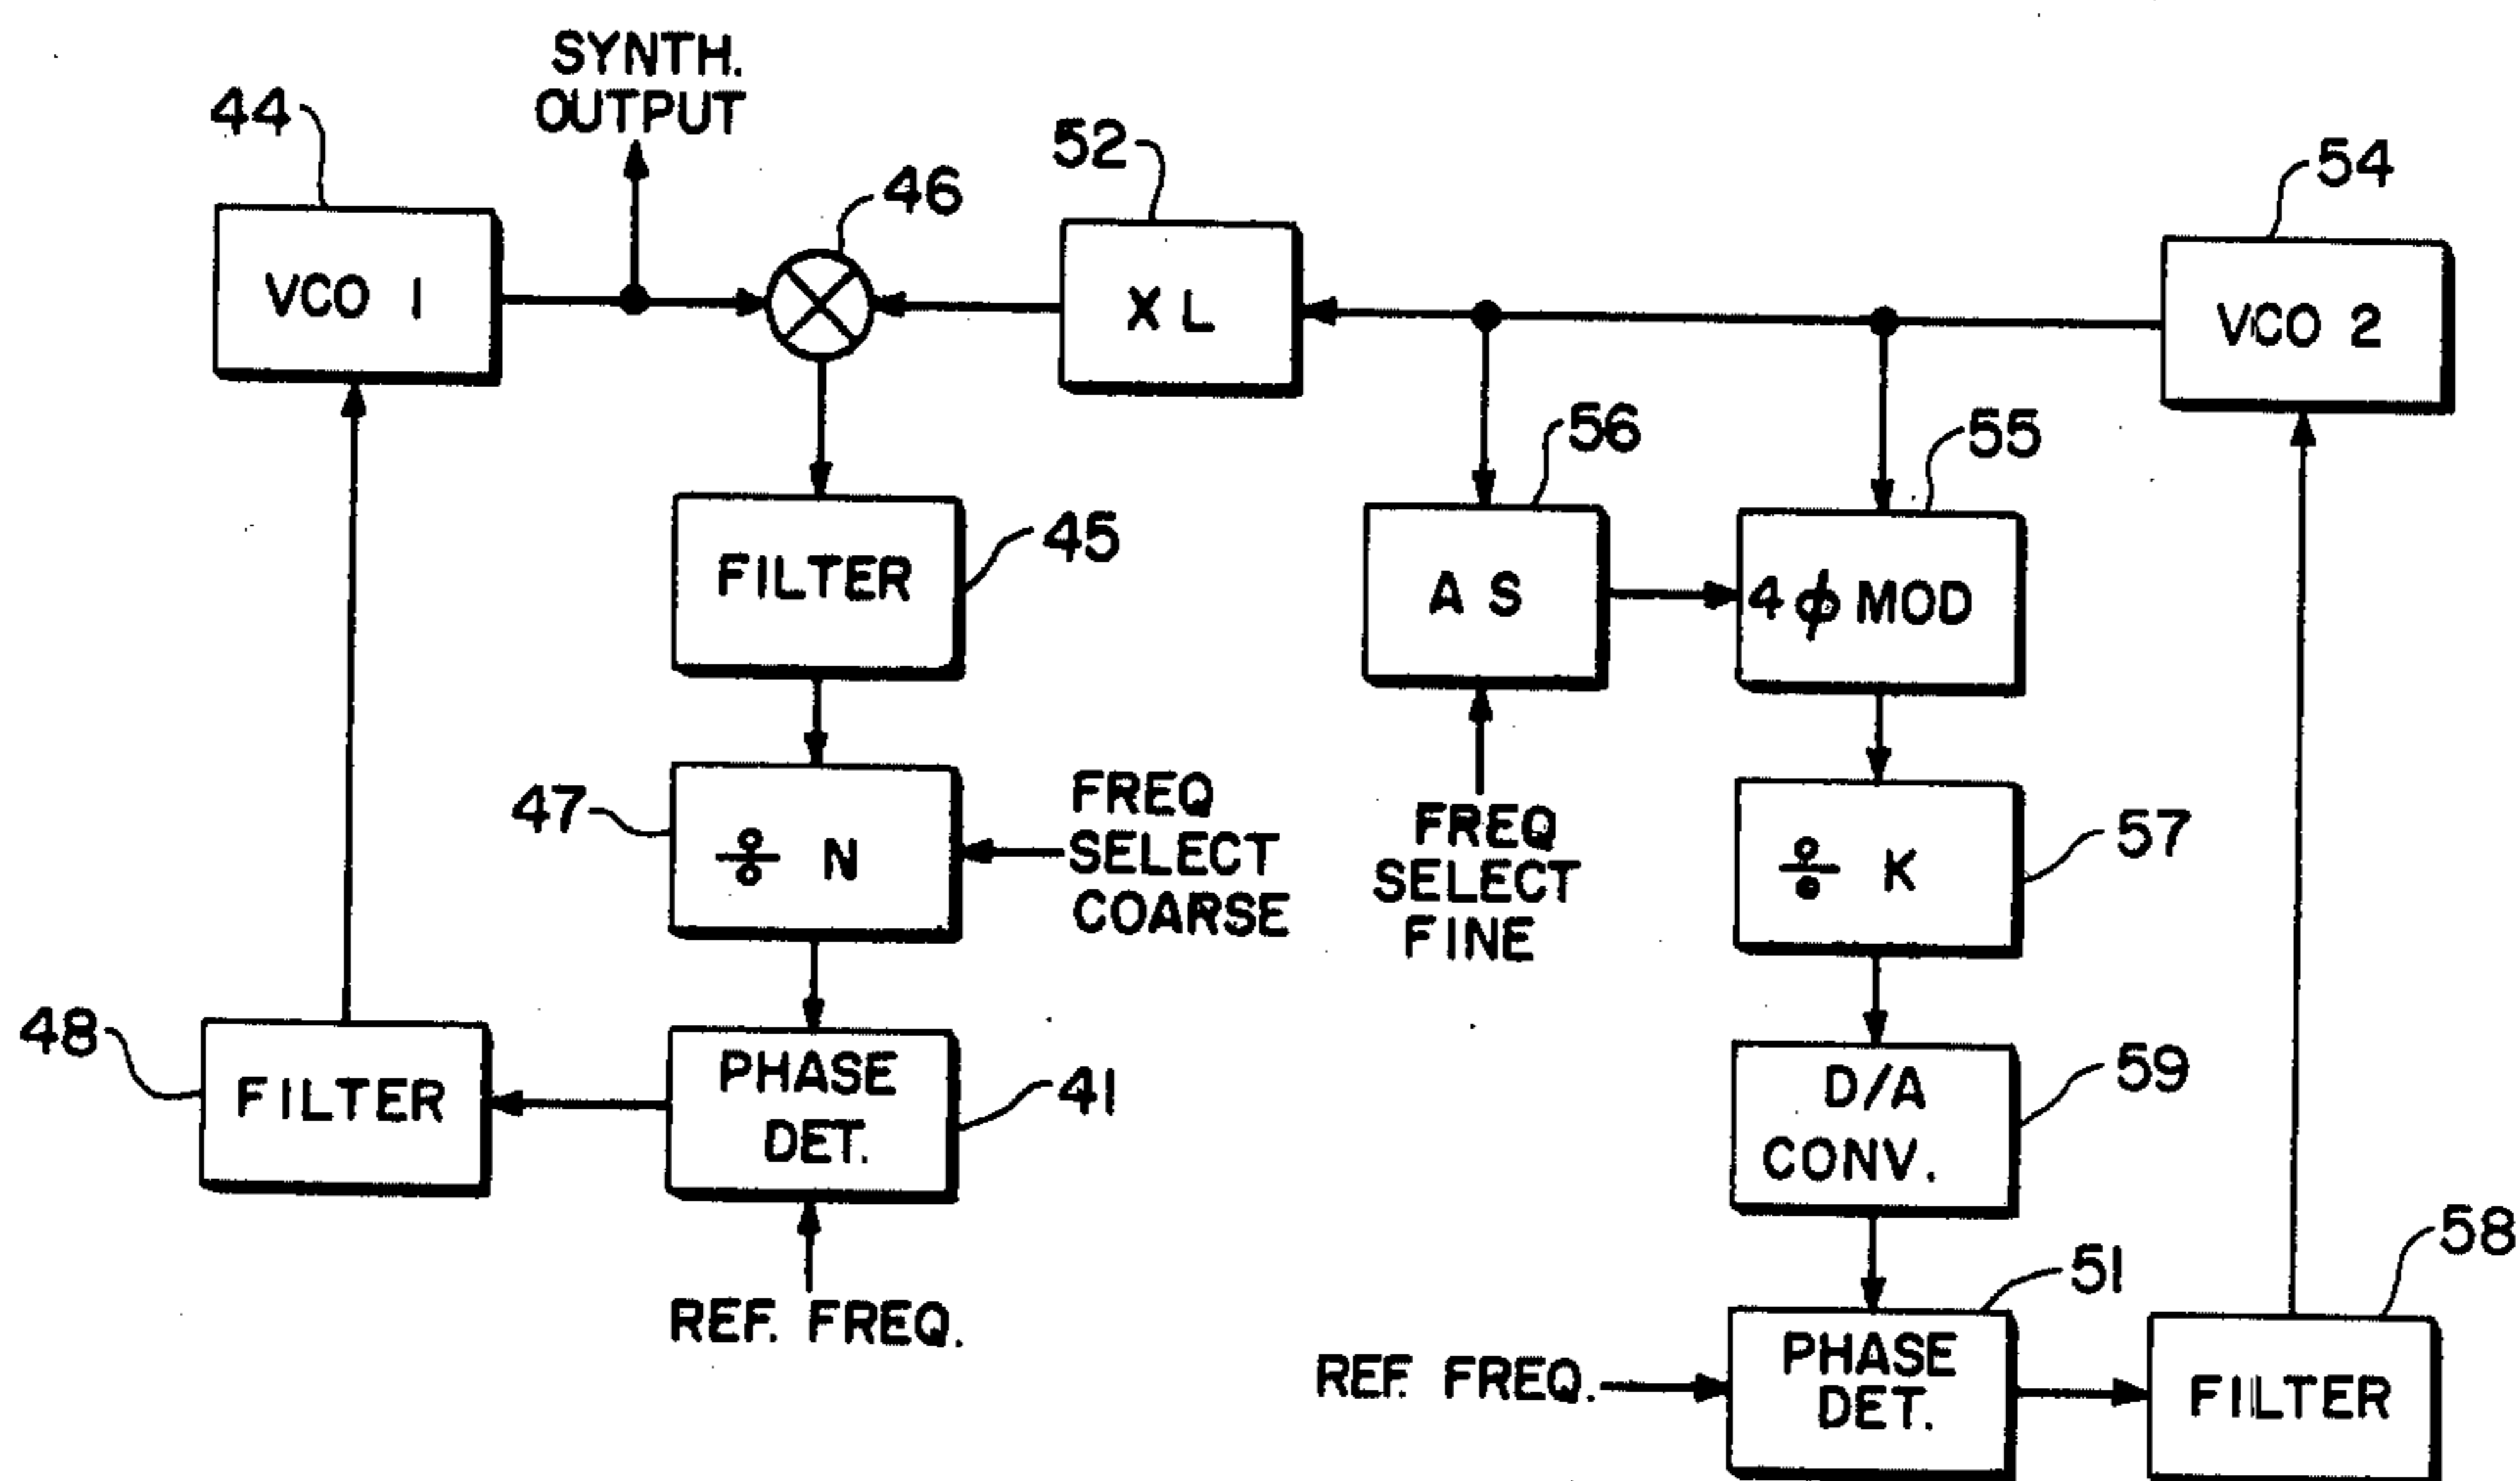 SYNTH.
OUTPUT
44
46
52
54
VCO 1
X L
VCO 2
56
55
45
FILTER
A S
4 ϕ MOD
47
÷ N
FREQ
SELECT
COARSE
FREQ
SELECT
FINE
÷ K
57
48
FILTER
PHASE
DET.
41
D/A
CONV.
59
REF. FREQ.
51
58
REF. FREQ.
PHASE
DET.
FILTER